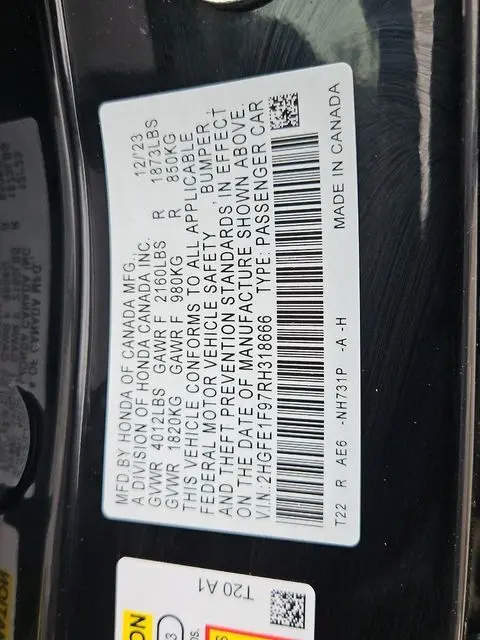 MFD BY HONDA OF CANADA MFG. 12/'23
A DIVISION OF HONDA CANADA INC.
GVWR 4012LBS GAWR F 2160LBS R 1873LBS
GVWR 1820KG GAWR F 980KG R 850KG
THIS VEHICLE CONFORMS TO ALL APPLICABLE
FEDERAL MOTOR VEHICLE SAFETY , BUMPER ,
AND THEFT PREVENTION STANDARDS IN EFFECT
ON THE DATE OF MANUFACTURE SHOWN ABOVE.
V.I.N.:2HGFE1F97RH318666 TYPE: PASSENGER CAR
T22 R AE6 -NH731P -A -H MADE IN CANADA
T20 A1